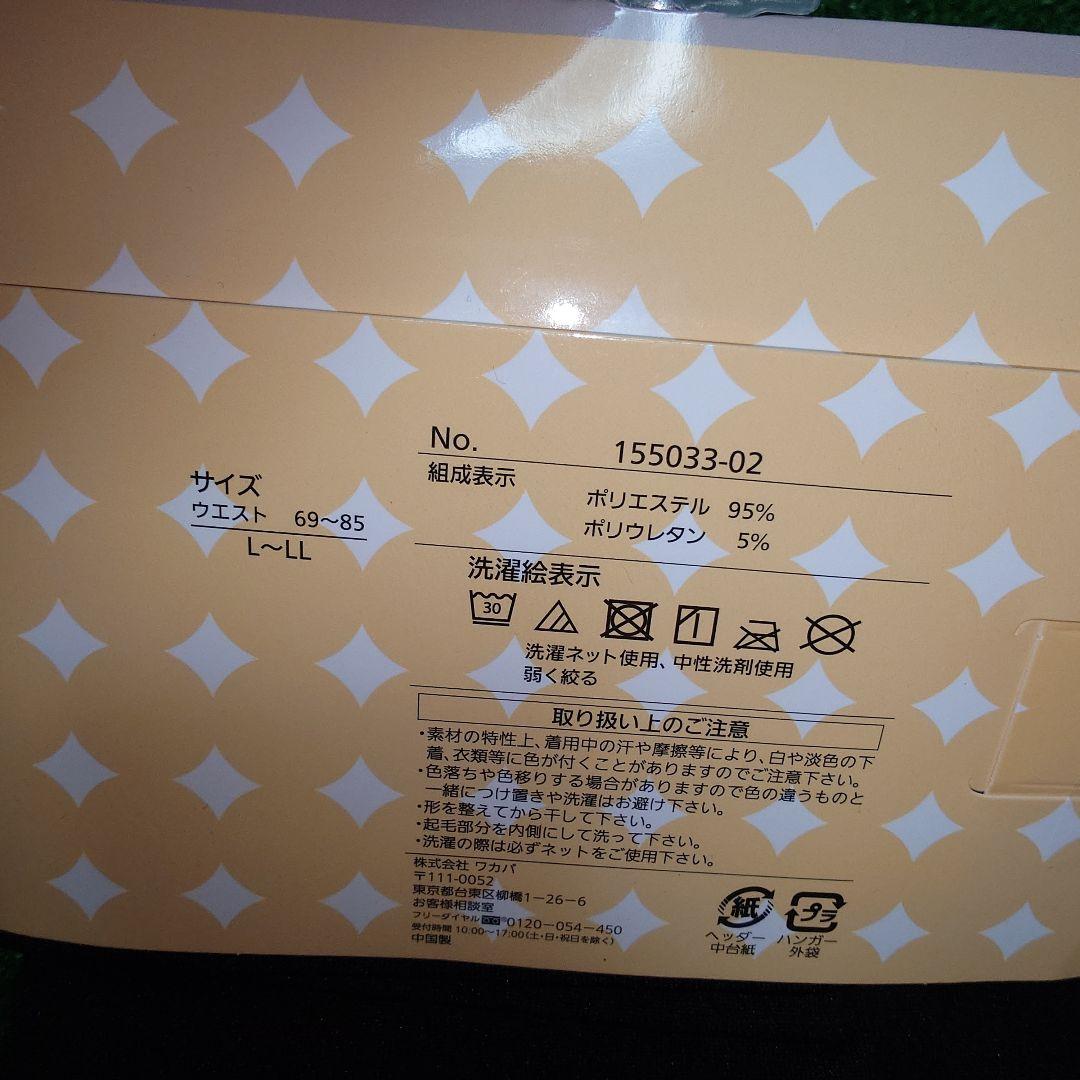 サイズ
ウエスト 69〜85
L〜LL
No. 155033-02
組成表示
ポリエステル 95%
ポリウレタン 5%
洗濯絵表示
30
洗濯ネット使用、中性洗剤使用
弱く絞る
取り扱い上のご注意
・素材の特性上、着用中の汗や摩擦等により、白や淡色の下
着、衣類等に色が付くことがありますのでご注意下さい。
・色落ちや色移りする場合がありますので色の違うものと
一緒につけ置きや洗濯はお避け下さい。
・形を整えてから干して下さい。
・起毛部分を内側にして洗って下さい。
・洗濯の際は必ずネットをご使用下さい。
株式会社 ワカバ
〒111-0052
東京都台東区柳橋1−26−6
お客様相談室
フリーダイヤル 0120−054−450
受付時間 10:00〜17:00(土・日・祝日を除く)
中国製
紙
ヘッダー
中台紙
プラ
ハンガー
外袋